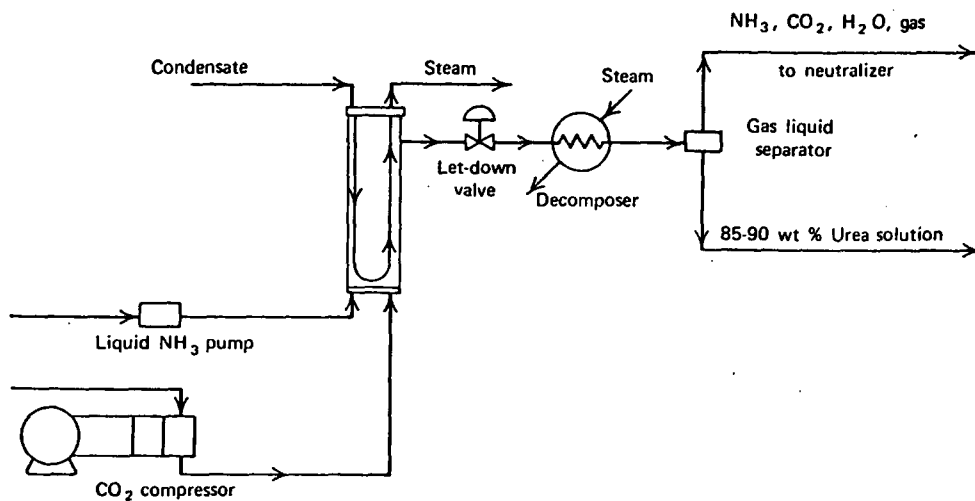 NH3, CO2, H2O, gas
to neutralizer
Condensate
Steam
Steam
Gas liquid
separator
Let-down
valve
Decomposer
85-90 wt % Urea solution
Liquid NH3 pump
CO2 compressor